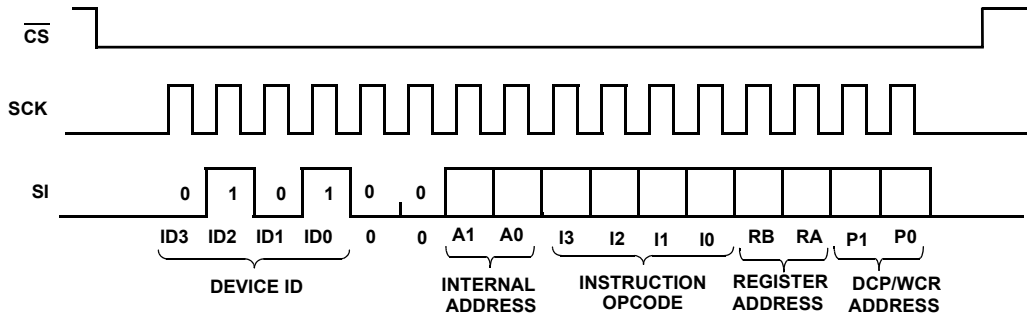 CS
SCK
SI
0 1 0 1 0 0
ID3 ID2 ID1 ID0 0 0 A1 A0 I3 I2 I1 I0 RB RA P1 P0
DEVICE ID
INTERNAL
ADDRESS
INSTRUCTION
OPCODE
REGISTER
ADDRESS
DCP/WCR
ADDRESS